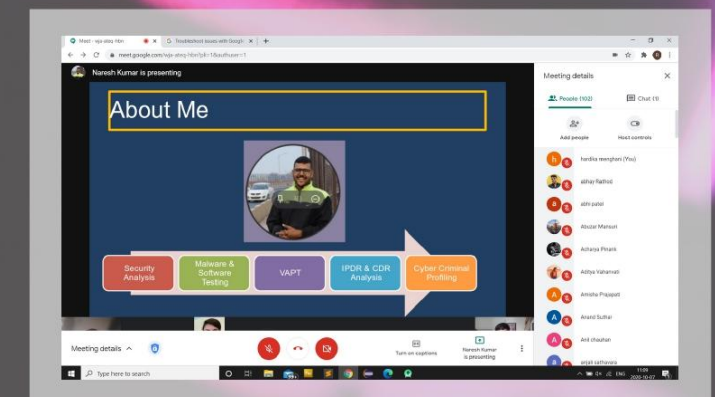 Meet - wja-ateq-hbn
Troubleshoot issues with Google
meet.google.com/wja-ateq-hbn?pli=1&authuser=1
Naresh Kumar is presenting
About Me
Security
Analysis
Malware &
Software
Testing
VAPT
IPDR & CDR
Analysis
Cyber Criminal
Profiling
Meeting details
People (102)
Chat (1)
Add people
Host controls
hardika menghani (You)
abhay Rathod
abhi patel
Abuzar Mansuri
Acharya Pinank
Aditya Vaharwati
Amisha Prajapati
Anand Suthar
Anil chauhan
anjali sathavara
Meeting details
Turn on captions
Naresh Kumar
is presenting
Type here to search
ENG
11:09
2020-10-07